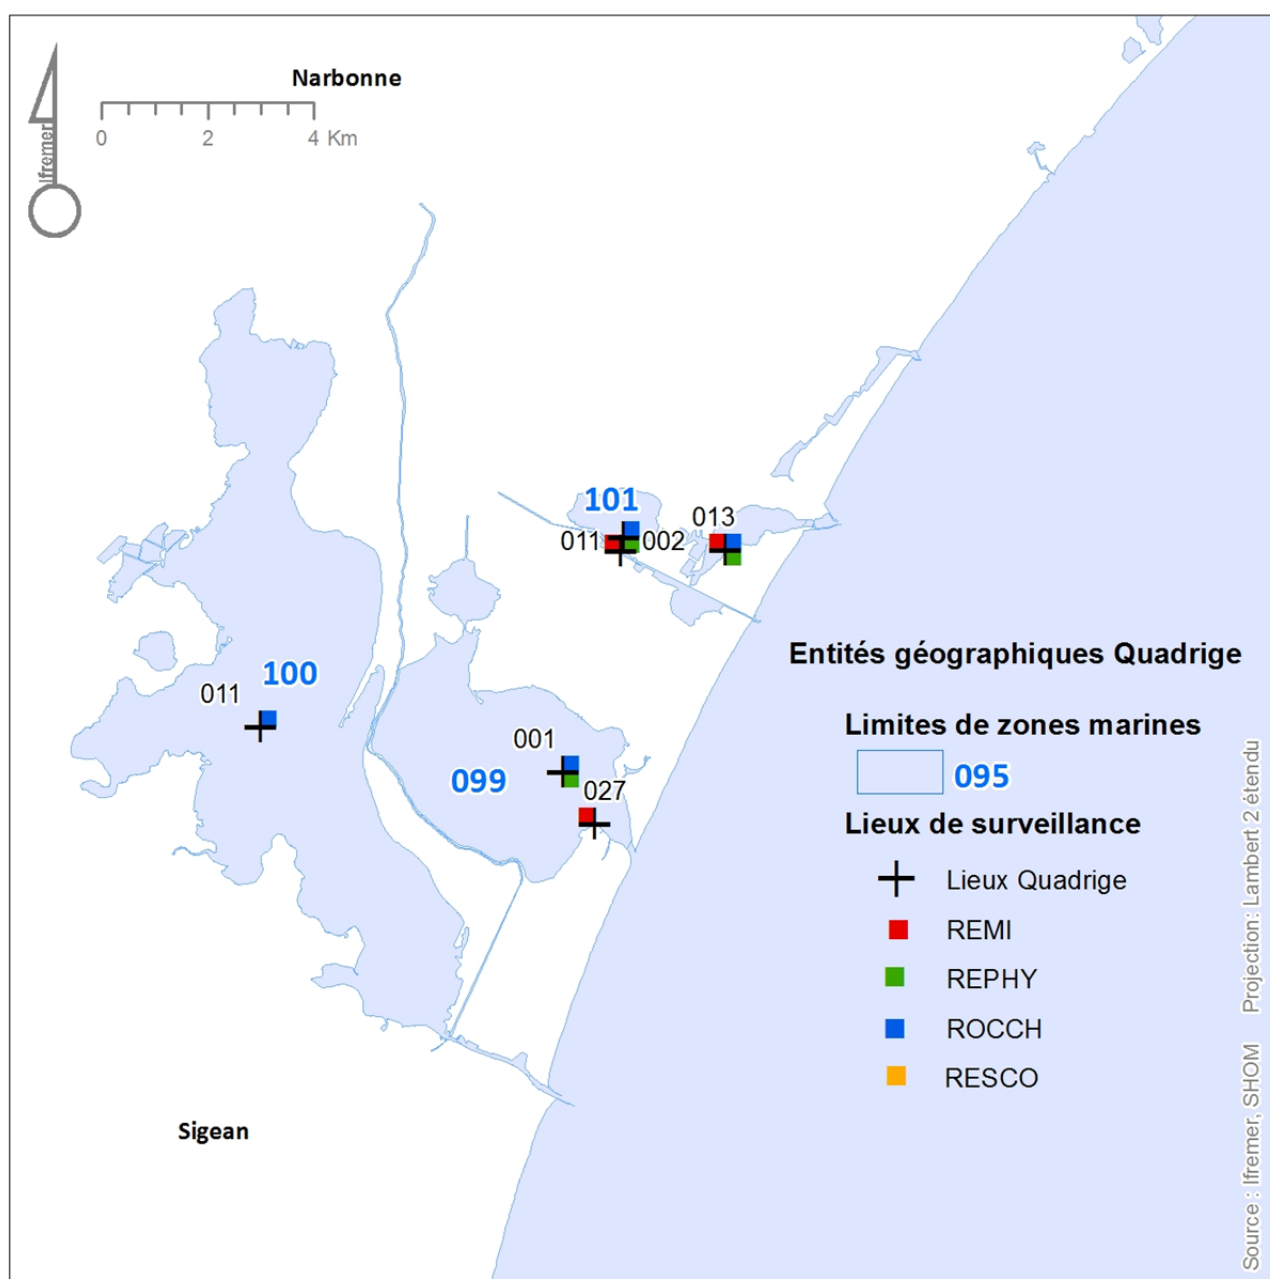 Narbonne
0 2 4 Km
Ifremer
101
013
011 002
100
011
001
099
027
Entités géographiques Quadrige
Limites de zones marines
095
Lieux de surveillance
Lieux Quadrige
REMI
REPHY
ROCCH
RESCO
Sigean
Source : Ifremer, SHOM Projection: Lambert 2 étendu